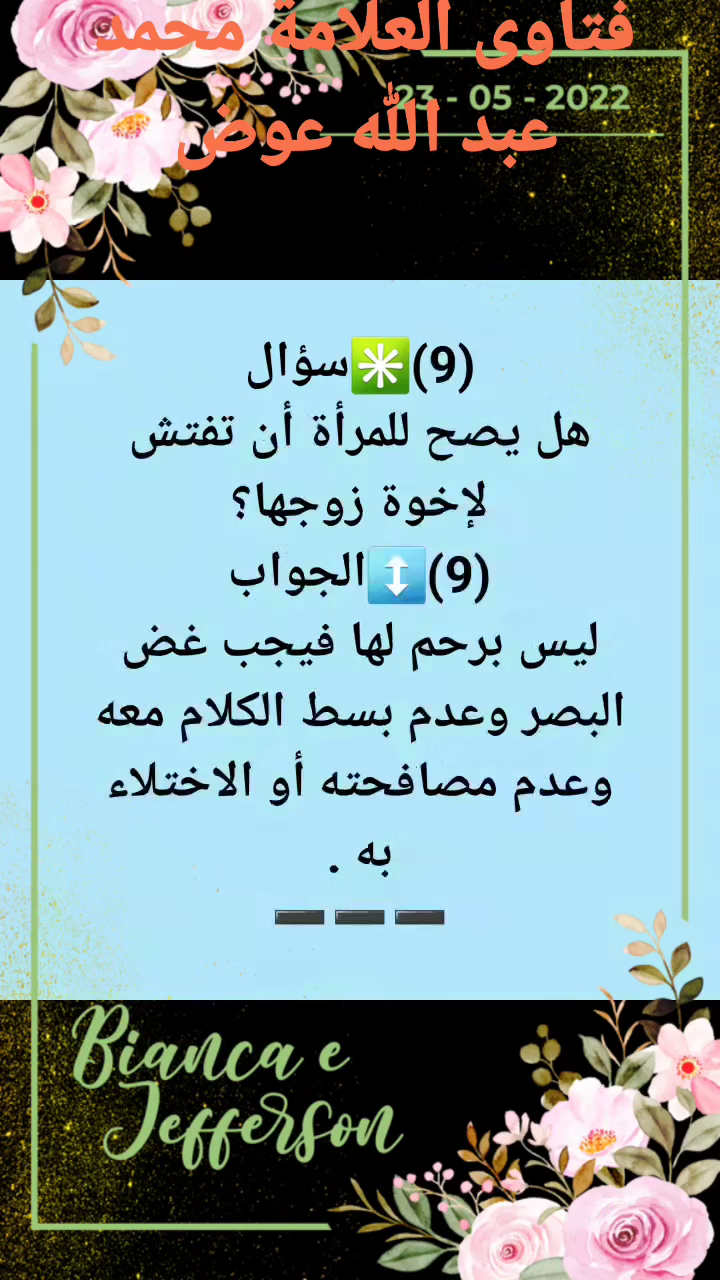 فتاوى العلامة محمد
23 - 05 - 2022
عبد الله عوض
(9)✳️سؤال
هل يصح للمرأة أن تفتش
لإخوة زوجها؟
(9)↕️الجواب
ليس برحم لها فيجب غض
البصر وعدم بسط الكلام معه
وعدم مصافحته أو الاختلاء
به .
➖➖➖
Bianca e
Jefferson